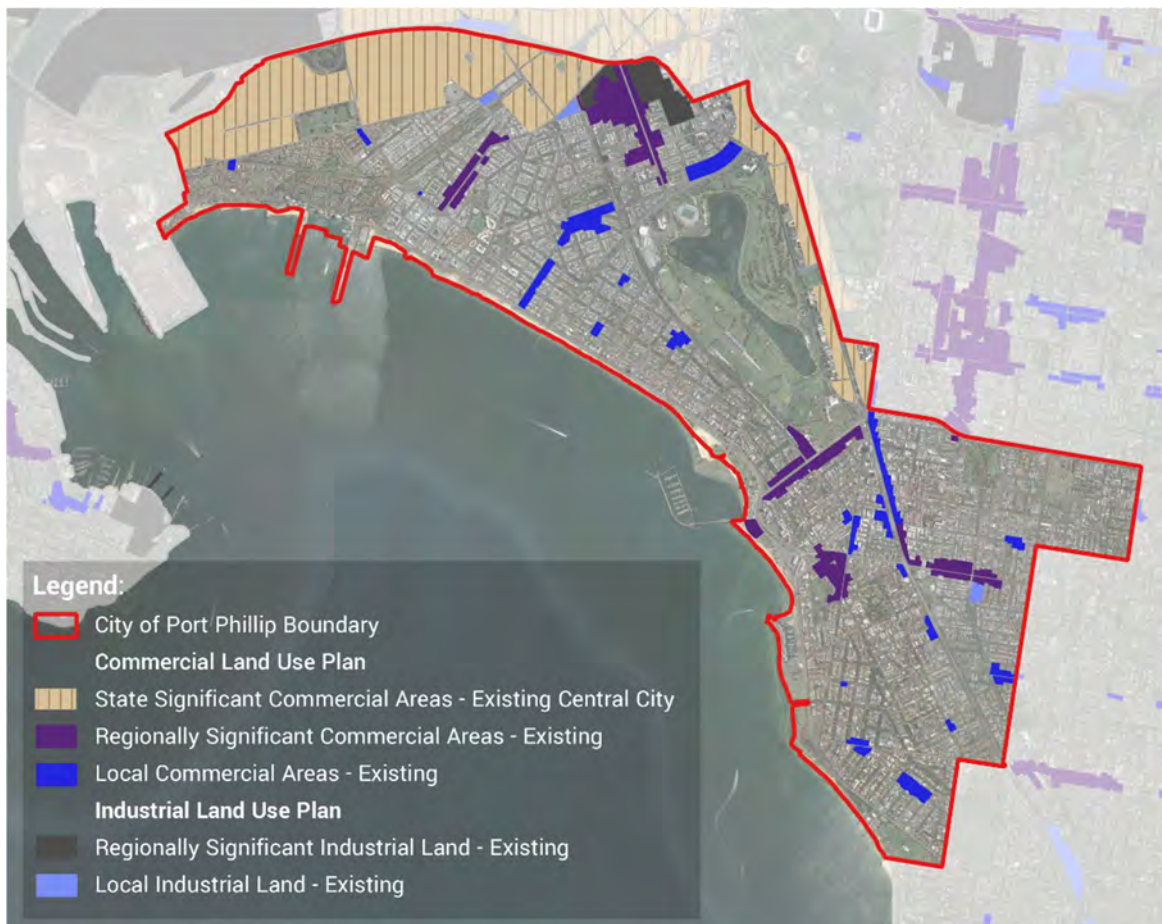 Legend:
City of Port Phillip Boundary
Commercial Land Use Plan
State Significant Commercial Areas - Existing Central City
Regionally Significant Commercial Areas - Existing
Local Commercial Areas - Existing
Industrial Land Use Plan
Regionally Significant Industrial Land - Existing
Local Industrial Land - Existing